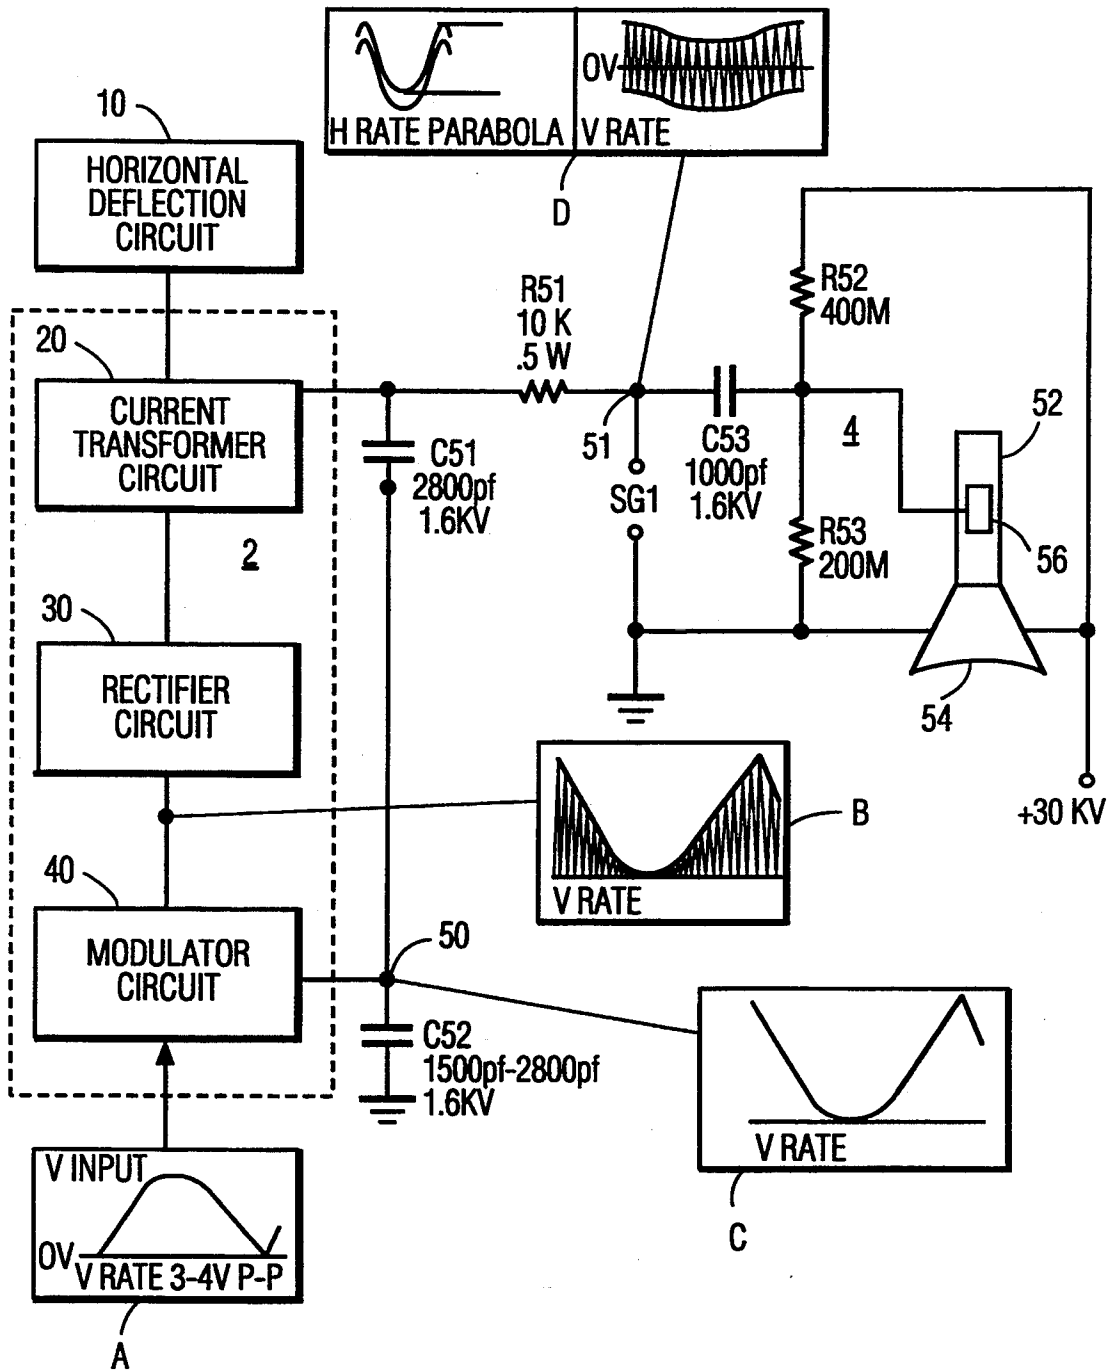 H RATE PARABOLA
0V
V RATE
D
10
HORIZONTAL
DEFLECTION
CIRCUIT
20
CURRENT
TRANSFORMER
CIRCUIT
2
R51
10 K
.5 W
51
C51
2800pf
1.6KV
C53
1000pf
1.6KV
SG1
R52
400M
4
R53
200M
52
56
54
+30 KV
30
RECTIFIER
CIRCUIT
V RATE
B
40
MODULATOR
CIRCUIT
50
C52
1500pf-2800pf
1.6KV
V RATE
C
V INPUT
0V
V RATE 3-4V P-P
A